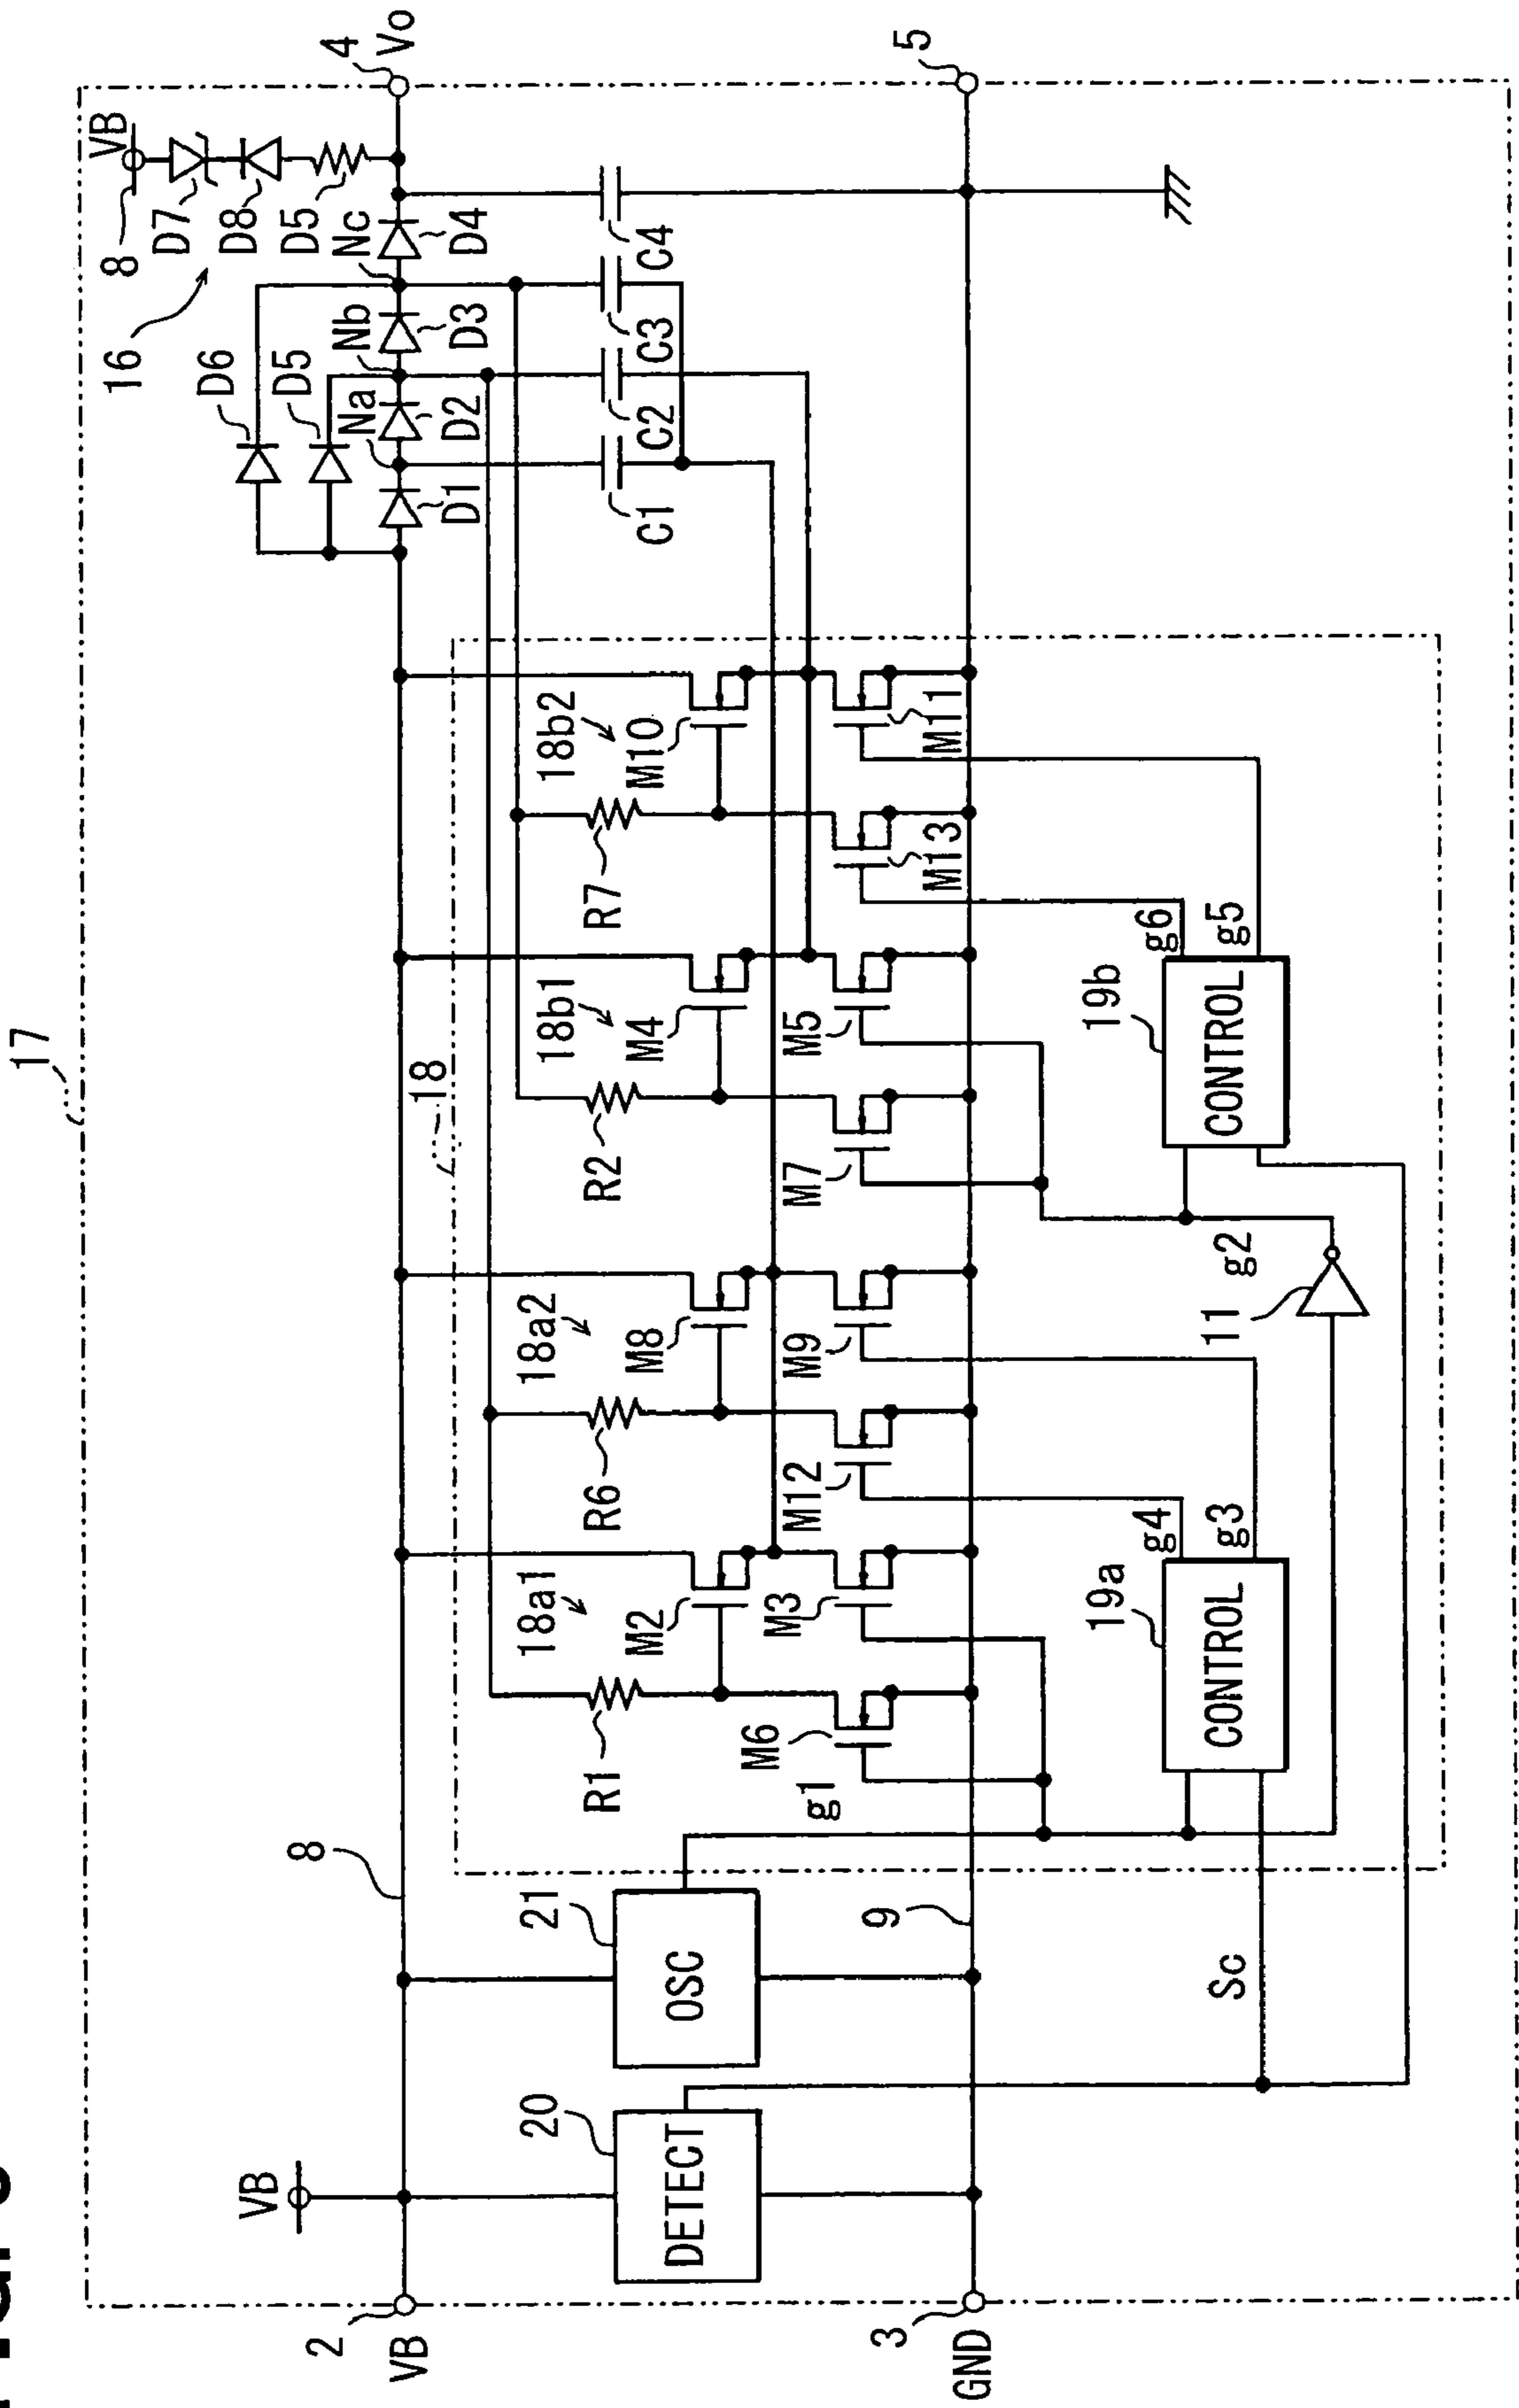 17
VB
8
D7
D8
D5
16
4
Vo
D6
D5
Na
Nb
Nc
D1
D2
D3
D4
C1
C2
C3
C4
5
18
18a1
18a2
18b1
18b2
R1
R6
R2
R7
M2
M8
M4
M10
M6
g1
M3
M12
M9
M7
M5
M13
M11
VB
2
VB
8
20
DETECT
21
OSC
9
3
GND
Sc
19a
CONTROL
g4
g3
11
g2
19b
CONTROL
g6
g5